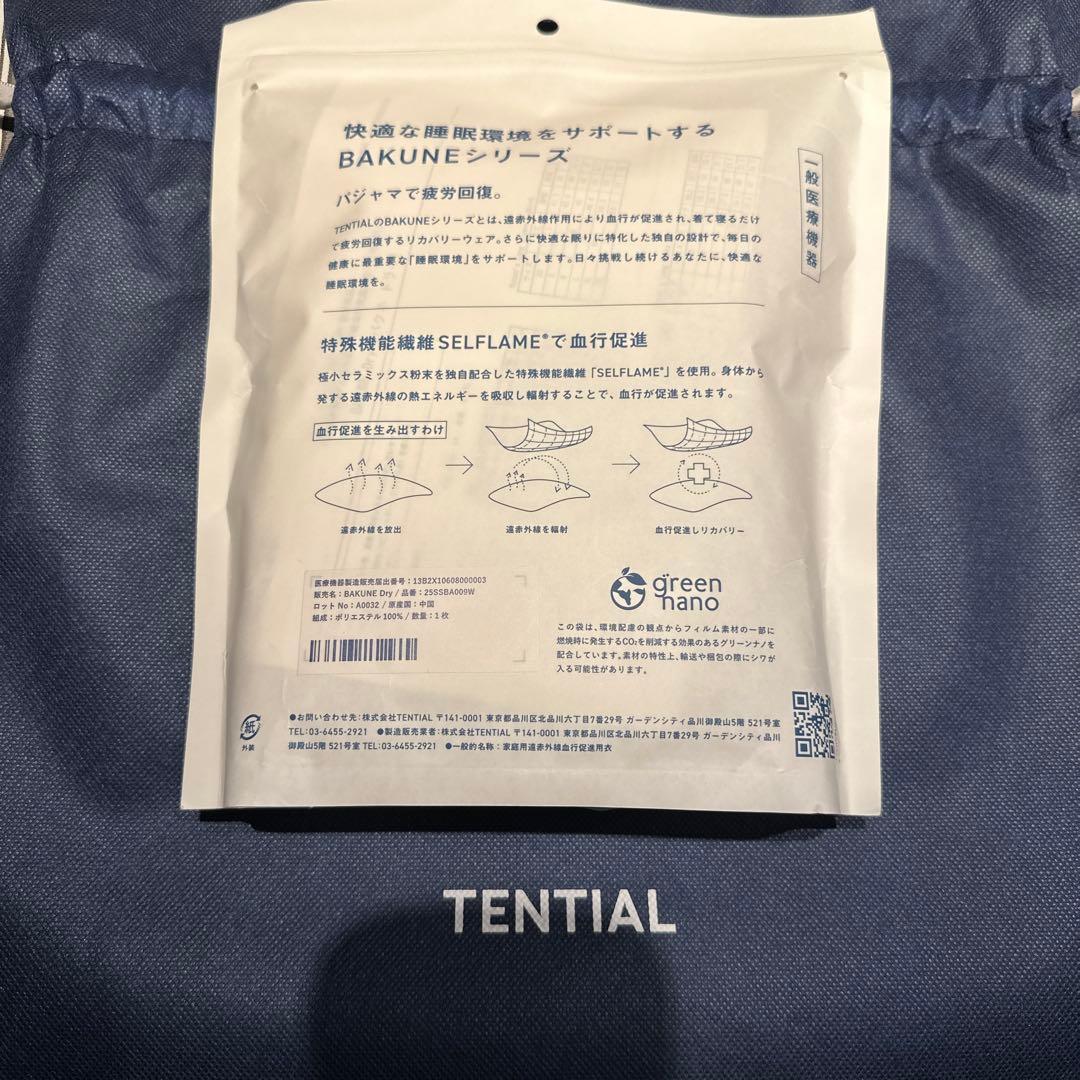 快適な睡眠環境をサポートする
BAKUNEシリーズ
一般医療機器
パジャマで疲労回復。
TENTIALのBAKUNEシリーズとは、遠赤外線作用により血行が促進され、着て寝るだけ
で疲労回復するリカバリーウェア。さらに快適な眠りに特化した独自の設計で、毎日の
健康に最重要な「睡眠環境」をサポートします。日々挑戦し続けるあなたに、快適な
睡眠環境を。
特殊機能繊維SELFLAME®で血行促進
極小セラミックス粉末を独自配合した特殊機能繊維「SELFLAME®」を使用。身体から
発する遠赤外線の熱エネルギーを吸収し輻射することで、血行が促進されます。
血行促進を生み出すわけ
遠赤外線を放出
遠赤外線を輻射
血行促進しリカバリー
医療機器製造販売届出番号：13B2X10608000003
販売名：BAKUNE Dry / 品番：25SSBA009W
ロット No：A0032 / 原産国：中国
組成：ポリエステル 100% / 数量：1 枚
green
nano
この袋は、環境配慮の観点からフィルム素材の一部に
燃焼時に発生するCO₂を削減する効果のあるグリーンナノを
配合しています。素材の特性上、輸送や梱包の際にシワが
入る可能性があります。
紙
外装
●お問い合わせ先：株式会社TENTIAL 〒141-0001 東京都品川区北品川六丁目7番29号 ガーデンシティ品川御殿山5階 521号室
TEL:03-6455-2921 ●製造販売業者：株式会社TENTIAL 〒141-0001 東京都品川区北品川六丁目7番29号 ガーデンシティ品川
御殿山5階 521号室 TEL:03-6455-2921 ●一般的名称：家庭用遠赤外線血行促進用衣
TENTIAL